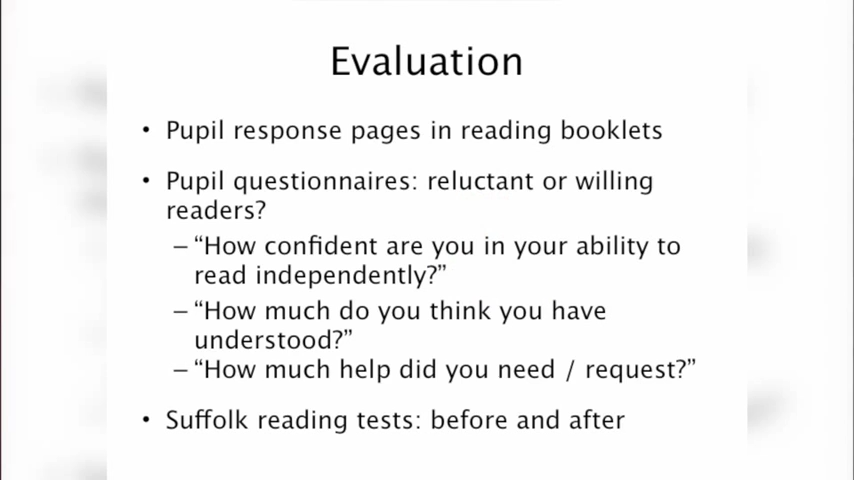 Evaluation
• Pupil response pages in reading booklets
• Pupil questionnaires: reluctant or willing
readers?
– “How confident are you in your ability to
read independently?”
– “How much do you think you have
understood?”
– “How much help did you need / request?”
• Suffolk reading tests: before and after